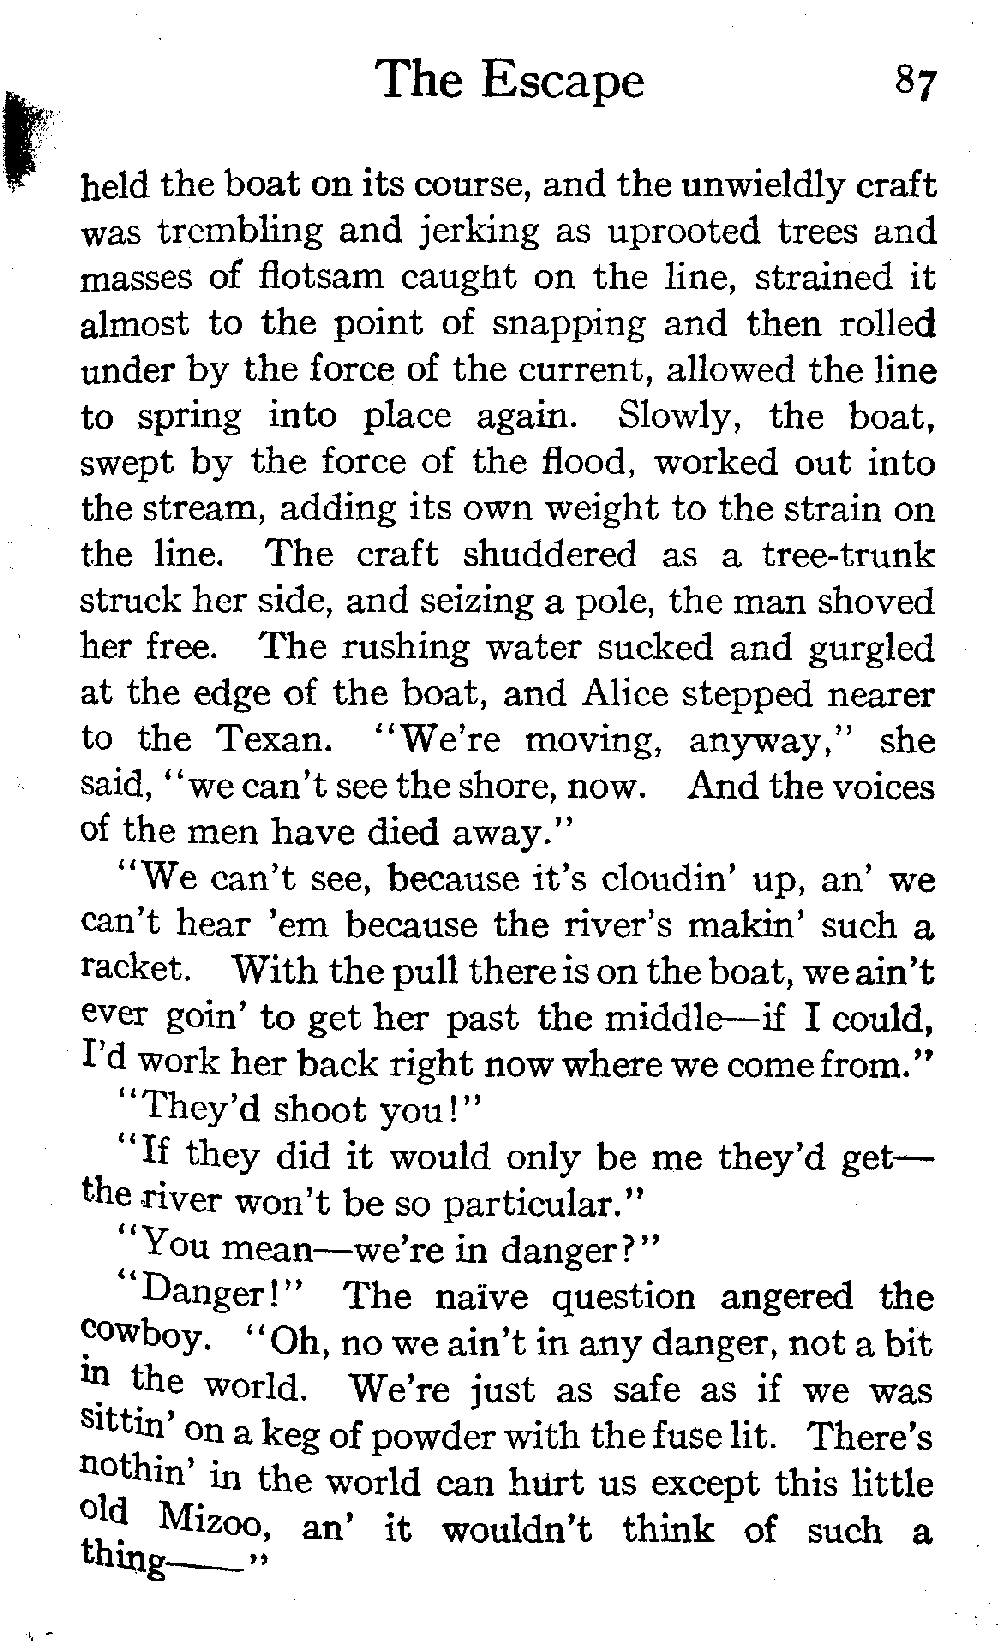 The Escape 87
held the boat on its course, and the unwieldly craft
was trembling and jerking as uprooted trees and
masses of flotsam caught on the line, strained it
almost to the point of snapping and then rolled
under by the force of the current, allowed the line
to spring into place again. Slowly, the boat,
swept by the force of the flood, worked out into
the stream, adding its own weight to the strain on
the line. The craft shuddered as a tree-trunk
struck her side, and seizing a pole, the man shoved
her free. The rushing water sucked and gurgled
at the edge of the boat, and Alice stepped nearer
to the Texan. “We’re moving, anyway,” she
said, “we can’t see the shore, now. And the voices
of the men have died away.”
“We can’t see, because it’s cloudin’ up, an’ we
can’t hear ’em because the river’s makin’ such a
racket. With the pull there is on the boat, we ain’t
ever goin’ to get her past the middle—if I could,
I’d work her back right now where we come from.”
“They’d shoot you!”
“If they did it would only be me they’d get—
the river won’t be so particular.”
“You mean—we’re in danger?”
“Danger!” The naïve question angered the
cowboy. “Oh, no we ain’t in any danger, not a bit
in the world. We’re just as safe as if we was
sittin’ on a keg of powder with the fuse lit. There’s
nothin’ in the world can hurt us except this little
old Mizoo, an’ it wouldn’t think of such a
thing——”